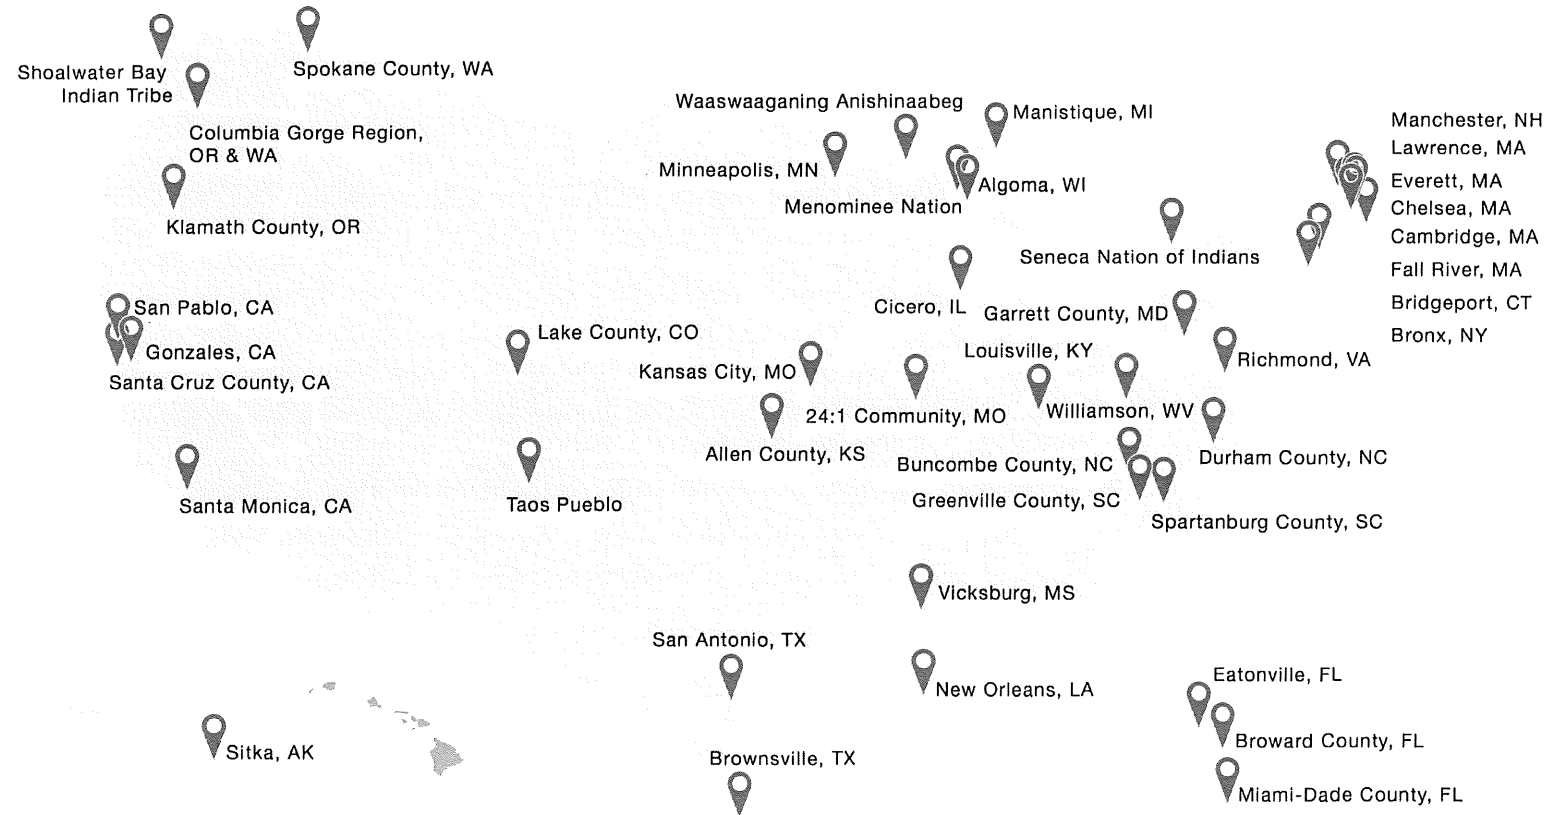 Shoalwater Bay
Indian Tribe
Spokane County, WA
Columbia Gorge Region,
OR & WA
Klamath County, OR
San Pablo, CA
Gonzales, CA
Santa Cruz County, CA
Santa Monica, CA
Lake County, CO
Taos Pueblo
Waaswaaganing Anishinaabeg
Manistique, MI
Minneapolis, MN
Algoma, WI
Menominee Nation
Seneca Nation of Indians
Cicero, IL
Garrett County, MD
Louisville, KY
Richmond, VA
Kansas City, MO
24:1 Community, MO
Williamson, WV
Allen County, KS
Buncombe County, NC
Durham County, NC
Greenville County, SC
Spartanburg County, SC
Manchester, NH
Lawrence, MA
Everett, MA
Chelsea, MA
Cambridge, MA
Fall River, MA
Bridgeport, CT
Bronx, NY
Vicksburg, MS
San Antonio, TX
New Orleans, LA
Eatonville, FL
Broward County, FL
Miami-Dade County, FL
Brownsville, TX
Sitka, AK